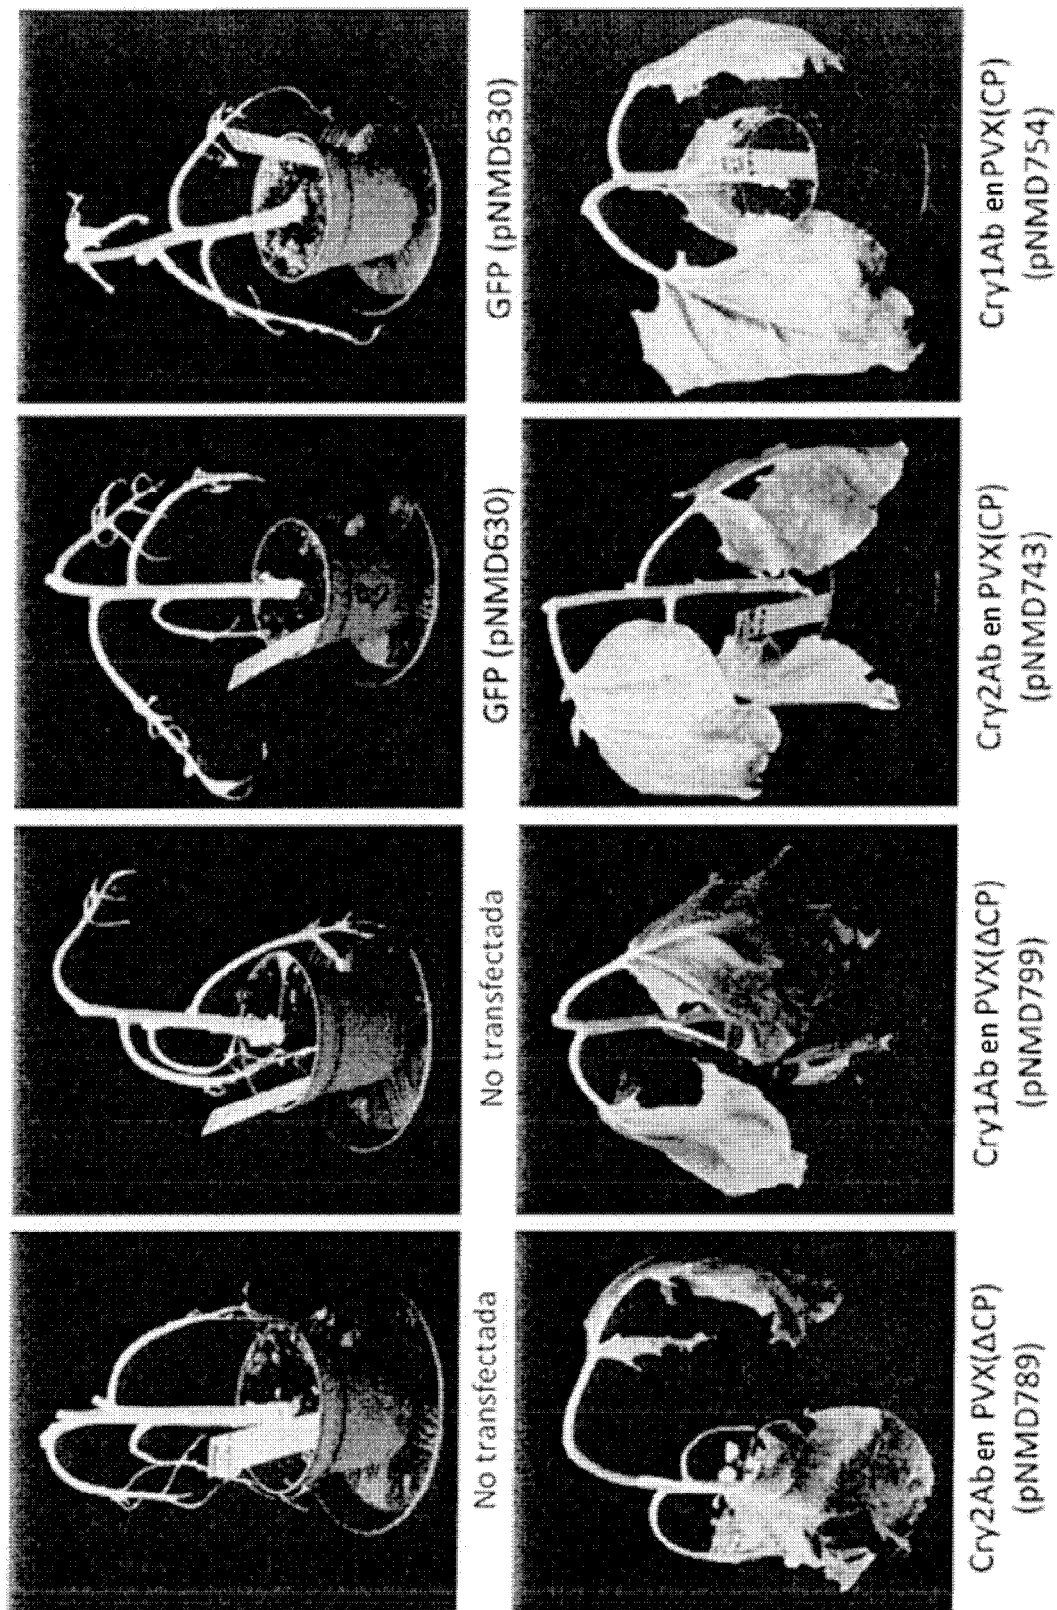 No transfectada
No transfectada
GFP (pNMD630)
GFP (pNMD630)
Cry2Ab en PVX(ΔCP)
(pNMD789)
Cry1Ab en PVX(ΔCP)
(pNMD799)
Cry2Ab en PVX(CP)
(pNMD743)
Cry1Ab en PVX(CP)
(pNMD754)